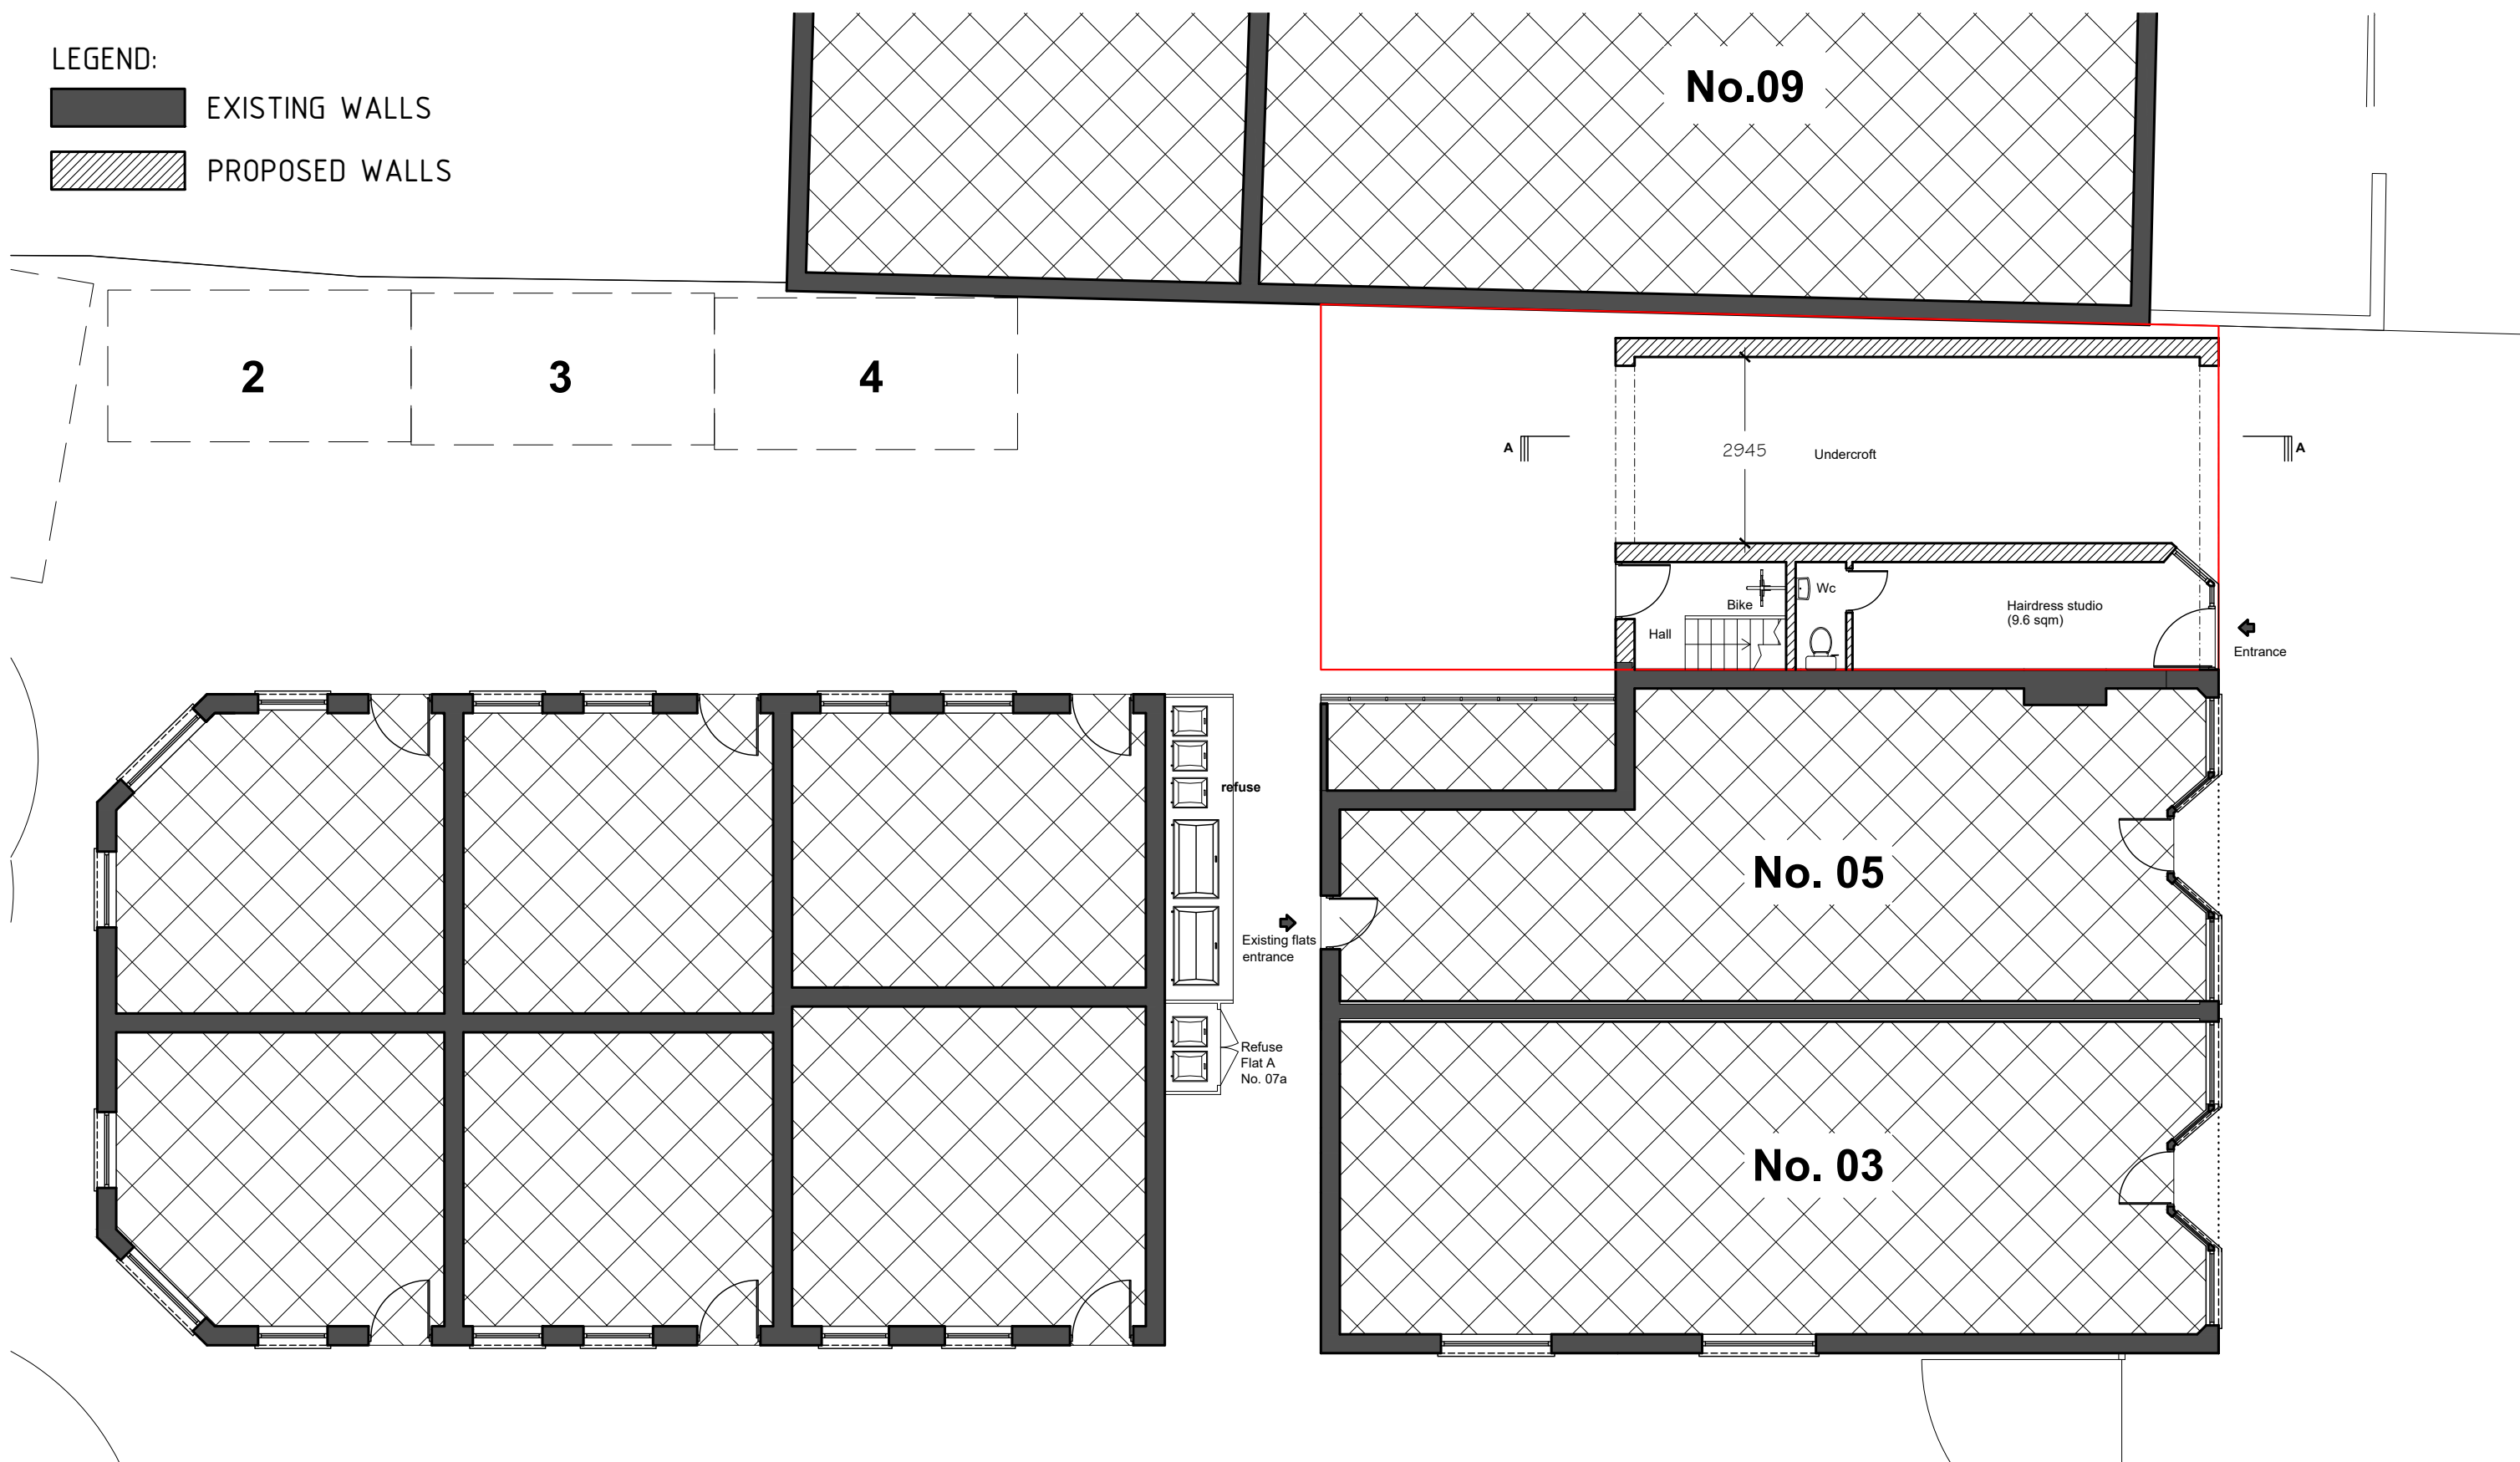 LEGEND:
EXISTING WALLS
PROPOSED WALLS
No.09
2
3
4
A
A
2945
Undercroft
Wc
Bike
Hall
Hairdress studio
(9.6 sqm)
Entrance
refuse
No. 05
Existing flats
entrance
Refuse
Flat A
No. 07a
No. 03